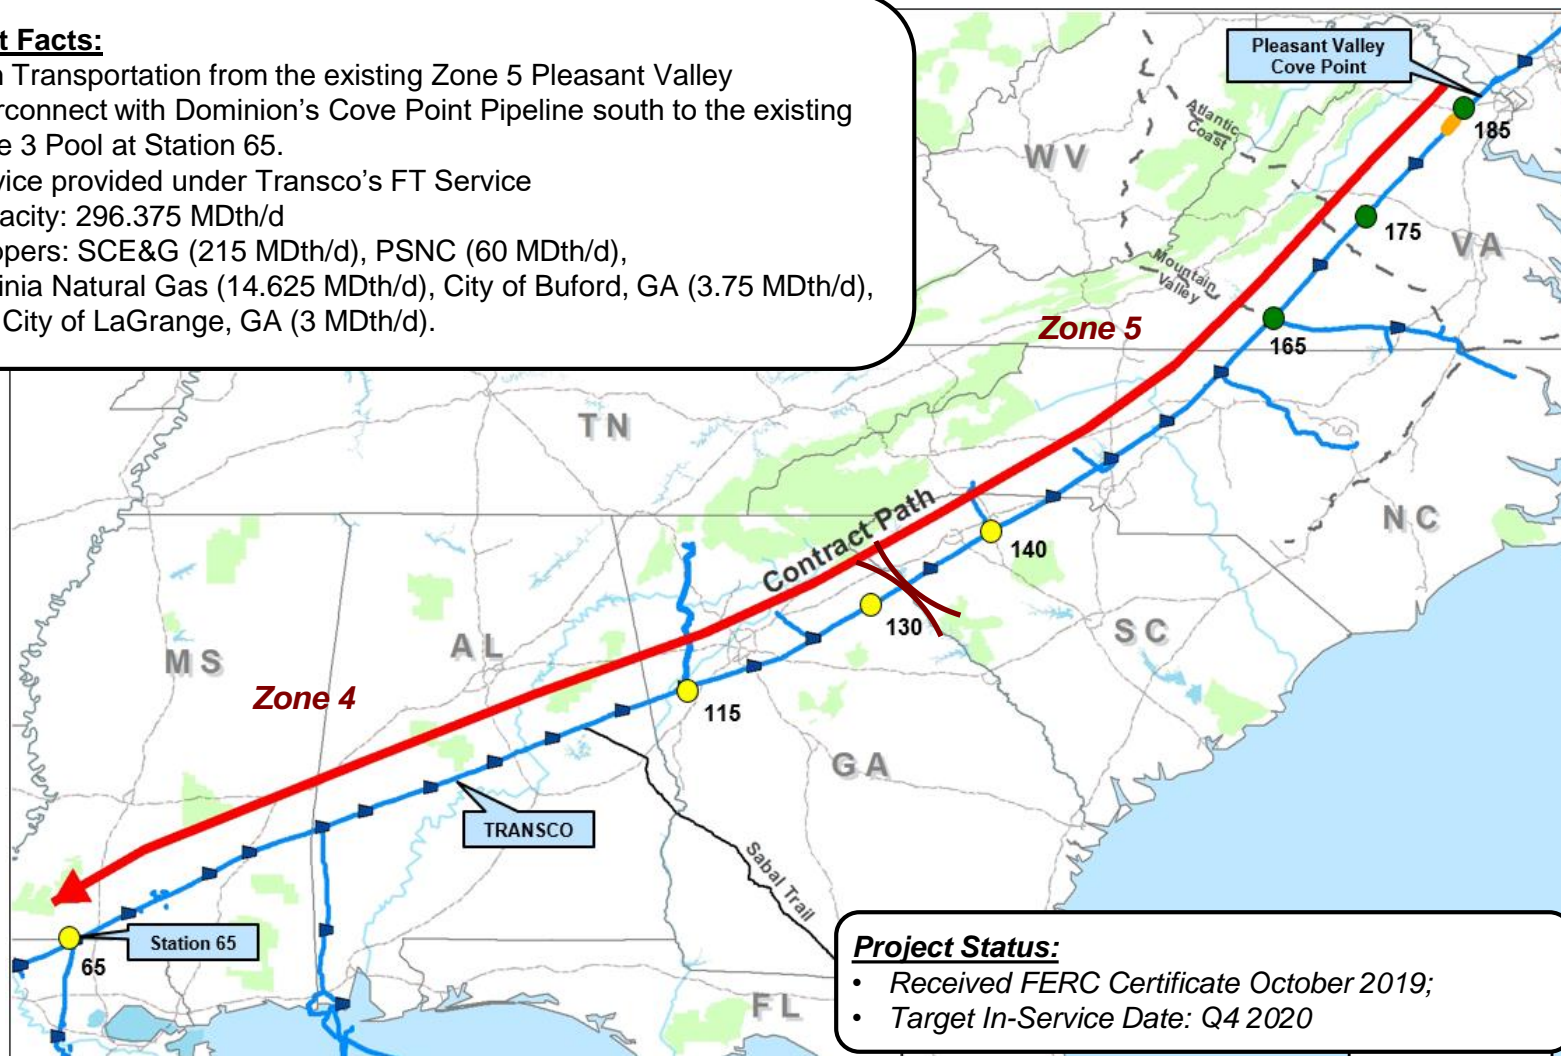 t Facts:
n Transportation from the existing Zone 5 Pleasant Valley
erconnect with Dominion's Cove Point Pipeline south to the existing
e 3 Pool at Station 65.
vice provided under Transco's FT Service
acity: 296.375 MDth/d
opers: SCE&G (215 MDth/d), PSNC (60 MDth/d),
inia Natural Gas (14.625 MDth/d), City of Buford, GA (3.75 MDth/d),
City of LaGrange, GA (3 MDth/d).
Pleasant Valley
Cove Point
185
Atlantic
Coast
WV
175
VA
Mountain
Valley
Zone 5
165
TN
NC
Contract Path
140
130
SC
MS
AL
Zone 4
115
GA
TRANSCO
Sabal Trail
Station 65
65
FL
Project Status:
• Received FERC Certificate October 2019;
• Target In-Service Date: Q4 2020